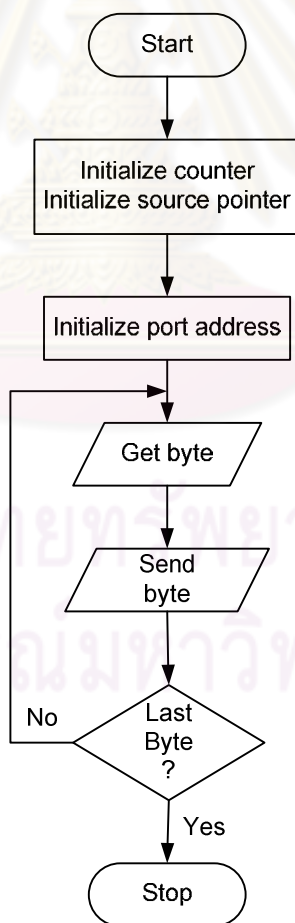 Start
Initialize counter
Initialize source pointer
Initialize port address
Get byte
Send
byte
No
Last
Byte
?
Yes
Stop